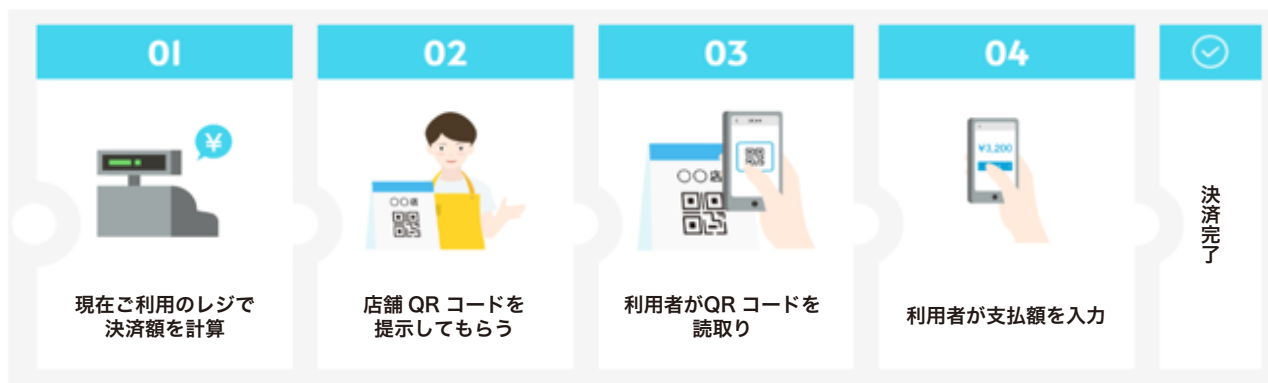 01
02
03
04
¥
〇〇店
〇〇店
¥3,200
現在ご利用のレジで
決済額を計算
店舗 QR コードを
提示してもらう
利用者がQR コードを
読取り
利用者が支払額を入力
決済完了